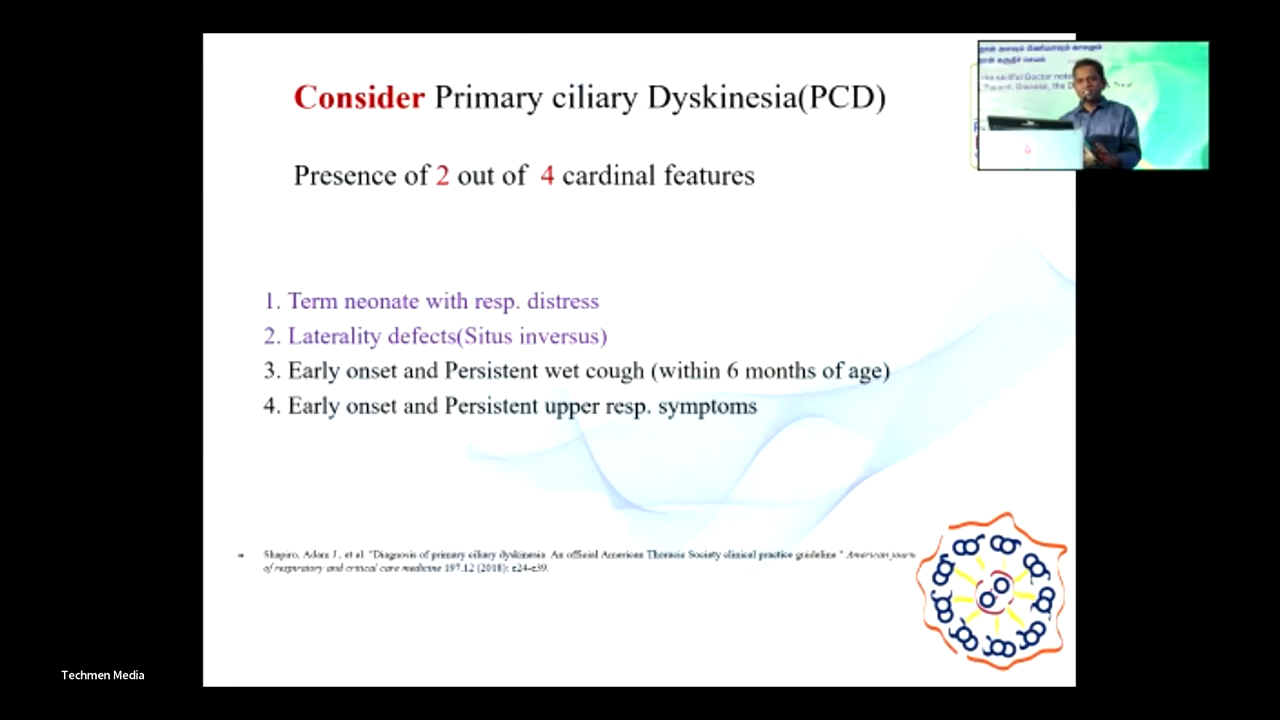 Consider Primary ciliary Dyskinesia(PCD)
Presence of 2 out of 4 cardinal features
1. Term neonate with resp. distress
2. Laterality defects(Situs inversus)
3. Early onset and Persistent wet cough (within 6 months of age)
4. Early onset and Persistent upper resp. symptoms
Shapiro, Adam J., et al. "Diagnosis of primary ciliary dyskinesia. An official American Thoracic Society clinical practice guideline." American journ
of respiratory and critical care medicine 197.12 (2018): e24-e39.
Techmen Media